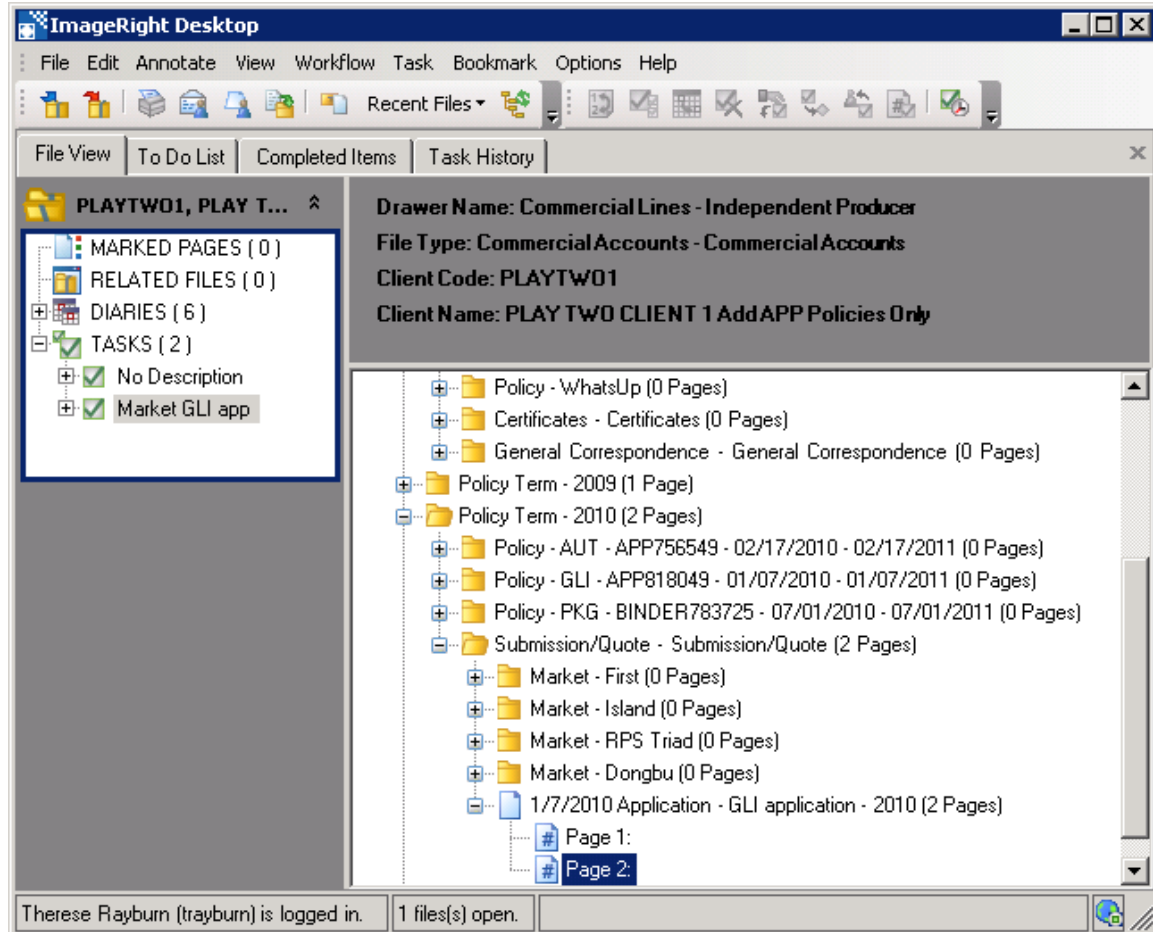 ImageRight Desktop
File Edit Annotate View Workflow Task Bookmark Options Help
Recent Files
File View To Do List Completed Items Task History
PLAYTWO1, PLAY T...
MARKED PAGES ( 0 )
RELATED FILES ( 0 )
DIARIES ( 6 )
TASKS ( 2 )
No Description
Market GLI app
Drawer Name: Commercial Lines - Independent Producer
File Type: Commercial Accounts - Commercial Accounts
Client Code: PLAYTWO1
Client Name: PLAY TWO CLIENT 1 Add APP Policies Only
Policy - WhatsUp (0 Pages)
Certificates - Certificates (0 Pages)
General Correspondence - General Correspondence (0 Pages)
Policy Term - 2009 (1 Page)
Policy Term - 2010 (2 Pages)
Policy - AUT - APP756549 - 02/17/2010 - 02/17/2011 (0 Pages)
Policy - GLI - APP818049 - 01/07/2010 - 01/07/2011 (0 Pages)
Policy - PKG - BINDER783725 - 07/01/2010 - 07/01/2011 (0 Pages)
Submission/Quote - Submission/Quote (2 Pages)
Market - First (0 Pages)
Market - Island (0 Pages)
Market - RPS Triad (0 Pages)
Market - Dongbu (0 Pages)
1/7/2010 Application - GLI application - 2010 (2 Pages)
# Page 1:
# Page 2:
Therese Rayburn (trayburn) is logged in. 1 files(s) open.